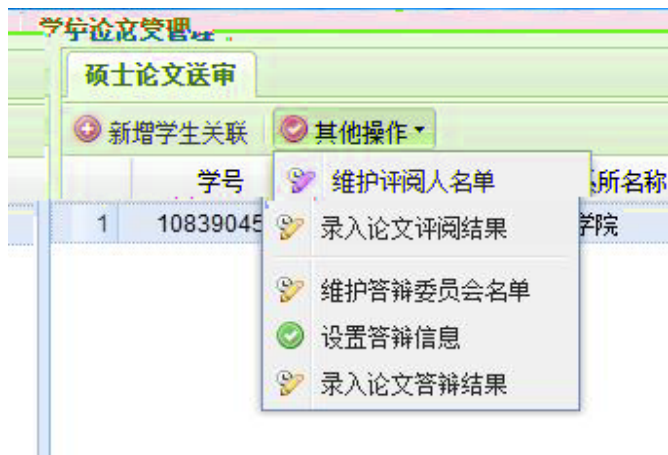 硕士论文送审
新增学生关联 其他操作
学号 所名称
维护评阅人名单
1 10839045 学院
录入论文评阅结果
维护答辩委员会名单
设置答辩信息
录入论文答辩结果